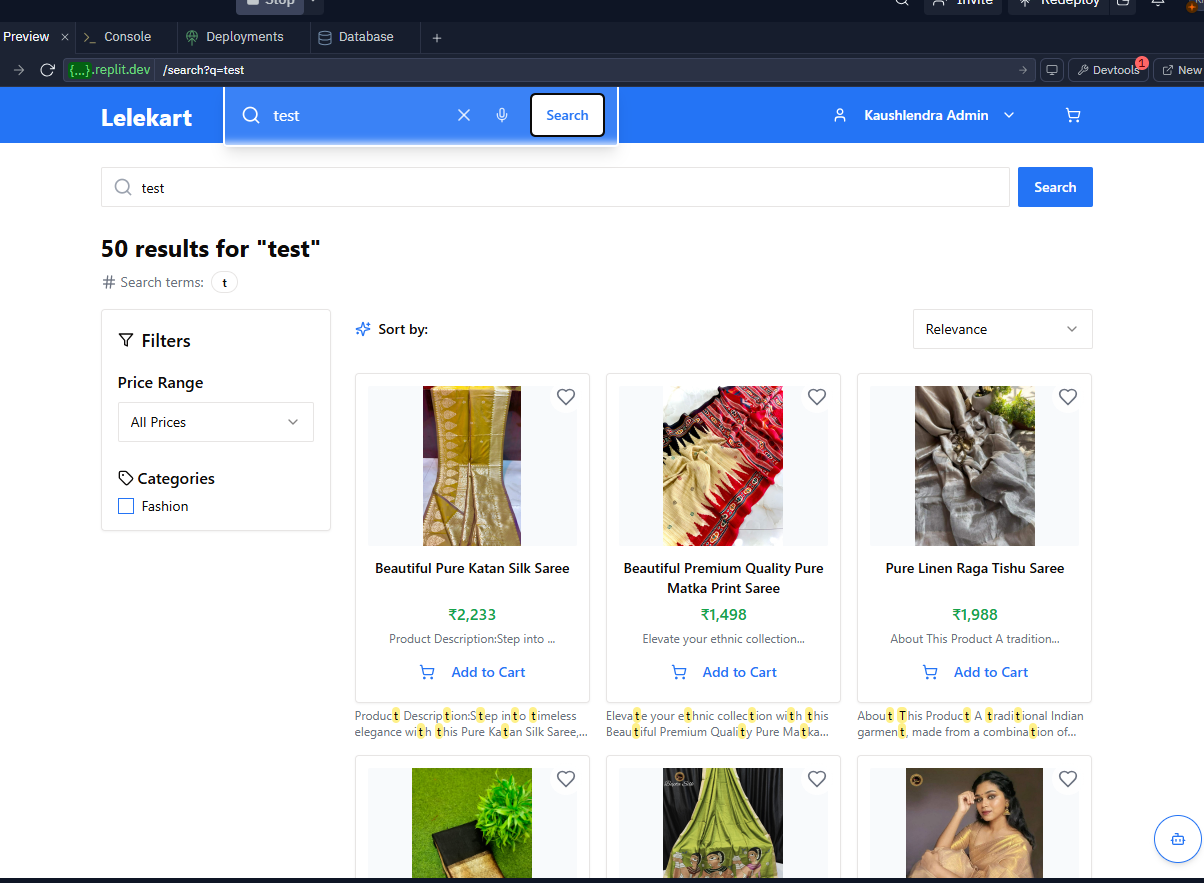 Stop
Invite
Redeploy
Preview
Console
Deployments
Database
{...}.replit.dev
/search?q=test
Devtools
1
New
Lelekart
test
Search
Kaushlendra Admin
test
Search
50 results for "test"
Search terms:
t
Filters
Price Range
All Prices
Categories
Fashion
Sort by:
Relevance
Beautiful Pure Katan Silk Saree
₹2,233
Product Description:Step into ...
Add to Cart
Product Description:Step into timeless
elegance with this Pure Katan Silk Saree,...
Beautiful Premium Quality Pure
Matka Print Saree
₹1,498
Elevate your ethnic collection...
Add to Cart
Elevate your ethnic collection with this
Beautiful Premium Quality Pure Matka...
Pure Linen Raga Tishu Saree
₹1,988
About This Product A tradition...
Add to Cart
About This Product A traditional Indian
garment, made from a combination of...